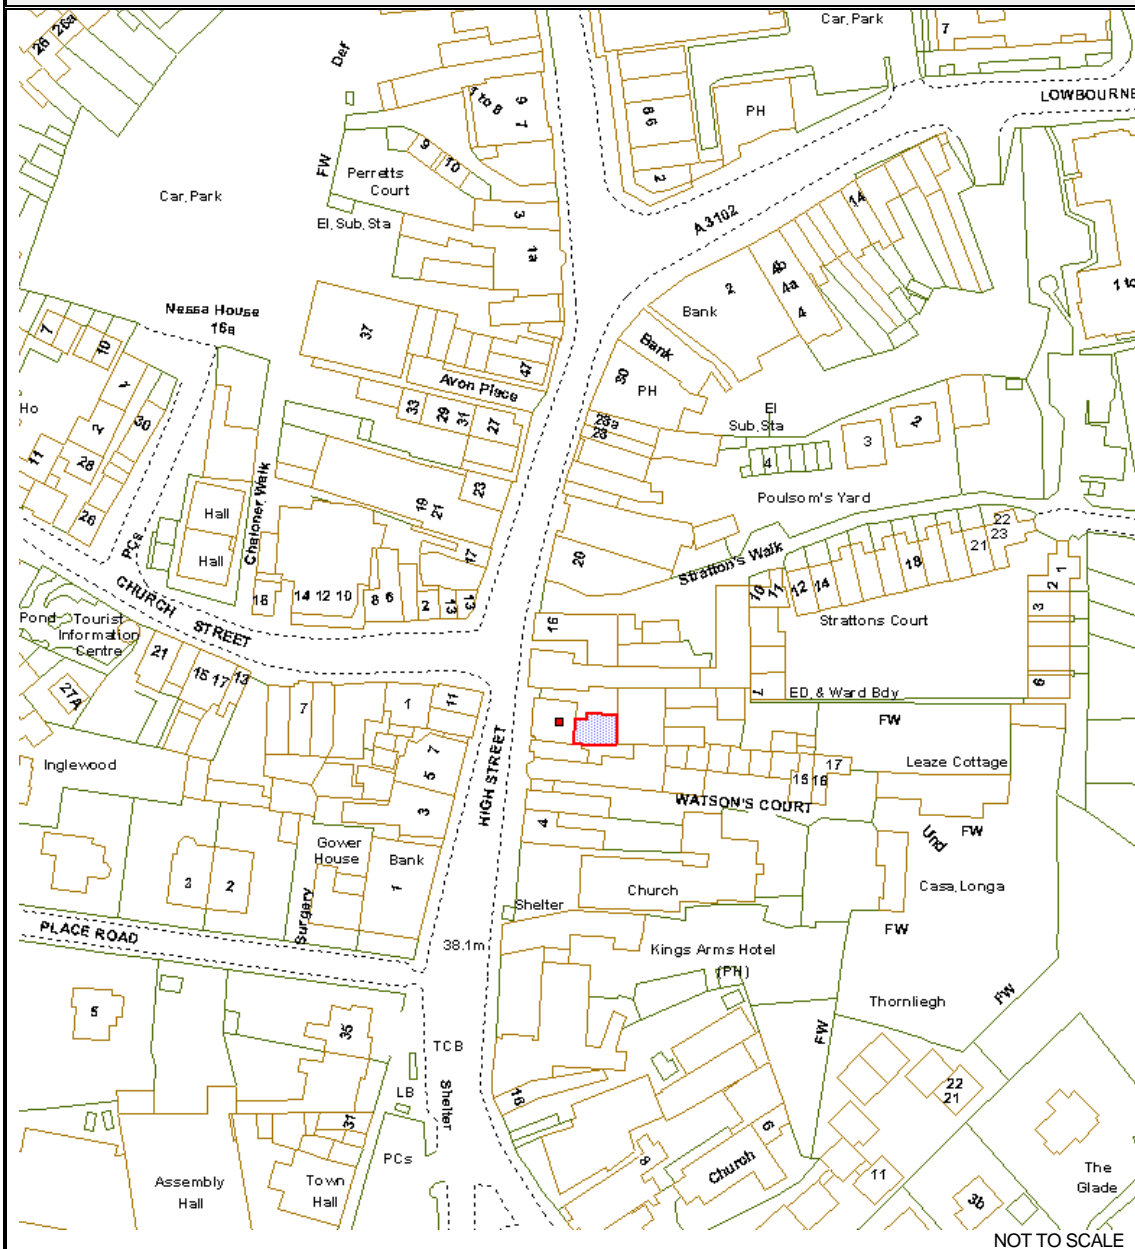 Car Park
7
26
26a
Def
LOWBOURNE
1 to 8
9
7
PH
9
10
FW
Perretts
Court
2
Car Park
3
14
El Sub Sta
A 3102
1a
4b
2
4a
Bank
4
Nessa House
16a
7
10
37
Bank
47
30
PH
Avon Place
Ho
7
2
30
33
29
31
27
El
Sub Sta
28a
28
2
3
4
11
28
23
19
21
Poulsom's Yard
26
Hall
Chaloner Walk
22
23
21
PCs
Hall
17
20
Stratton's Walk
18
1
10
11
12
14
2
CHURCH
STREET
16
14 12 10
8 6
2
13
13
3
Pond
Tourist
Information
Centre
16
Strattons Court
21
15 17
13
27A
7
1
11
7
ED & Ward Bdy
6
FW
HIGH STREET
7
5
Inglewood
17
Leaze Cottage
15
16
WATSON'S COURT
3
4
Und
FW
Gower
House
Bank
1
3
2
Surgery
Church
Casa Longa
Shelter
PLACE ROAD
38.1m
FW
Kings Arms Hotel
(PH)
FW
Thornliegh
5
35
FW
TCB
LB
Shelter
16
22
21
31
6
PCs
8
Church
Assembly
Hall
Town
Hall
11
The
Glade
3b
NOT TO SCALE